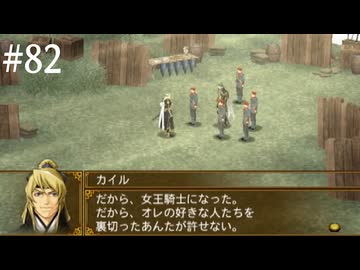 #82
カイル
だから、女王騎士になった。
だから、オレの好きな人たちを
裏切ったあんたが許せない。